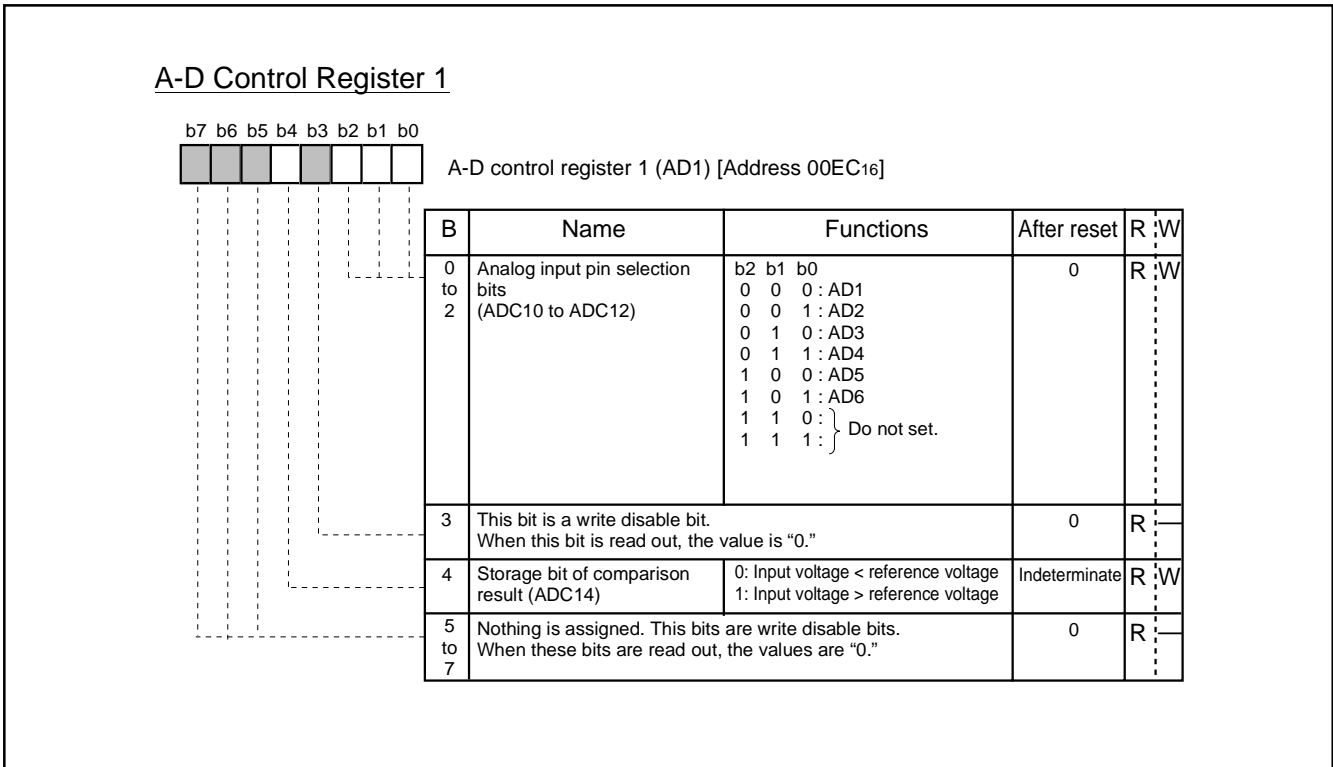 A-D Control Register 1
b7 b6 b5 b4 b3 b2 b1 b0
A-D control register 1 (AD1) [Address 00EC16]
B Name Functions After reset R W
0 to 2
Analog input pin selection
bits
(ADC10 to ADC12)
b2 b1 b0
0 0 0 : AD1
0 0 1 : AD2
0 1 0 : AD3
0 1 1 : AD4
1 0 0 : AD5
1 0 1 : AD6
1 1 0 :
1 1 1 :
Do not set.
0 R W
3
This bit is a write disable bit.
When this bit is read out, the value is “0.”
0 R —
4
Storage bit of comparison
result (ADC14)
0: Input voltage < reference voltage
1: Input voltage > reference voltage
Indeterminate R W
5 to 7
Nothing is assigned. This bits are write disable bits.
When these bits are read out, the values are “0.”
0 R —